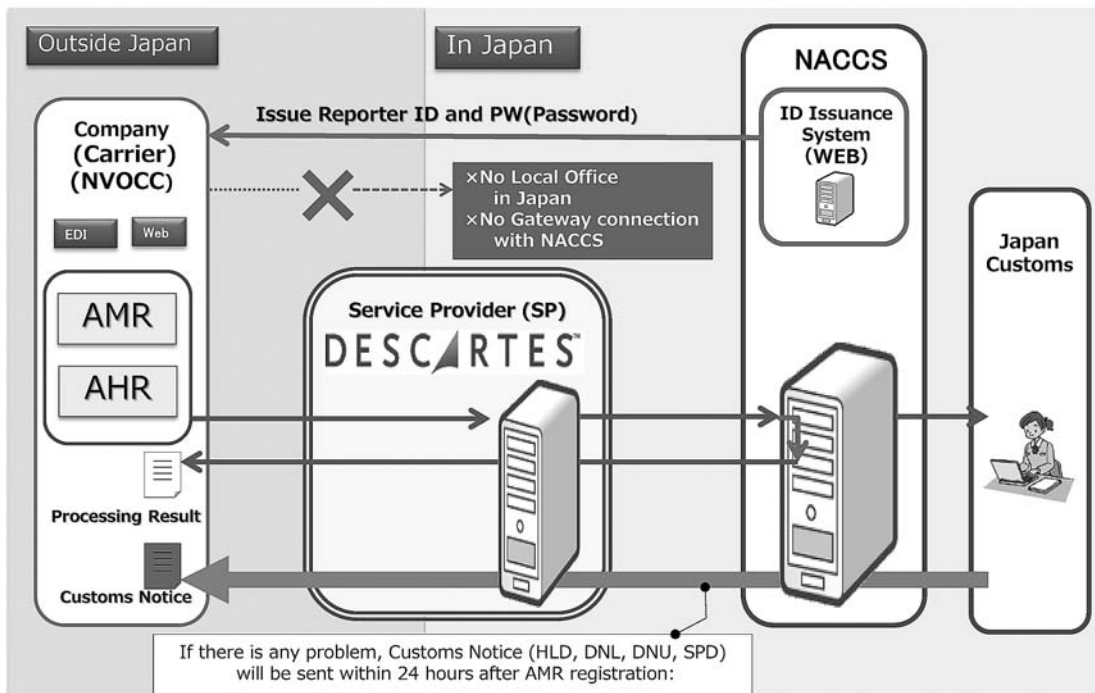 Outside Japan
In Japan
NACCS
Issue Reporter ID and PW(Password)
ID Issuance
System
(WEB)
Company
(Carrier)
(NVOCC)
×No Local Office
in Japan
×No Gateway connection
with NACCS
EDI
Web
Japan
Customs
AMR
AHR
Service Provider (SP)
DESCARTES™
Processing Result
Customs Notice
If there is any problem, Customs Notice (HLD, DNL, DNU, SPD)
will be sent within 24 hours after AMR registration: